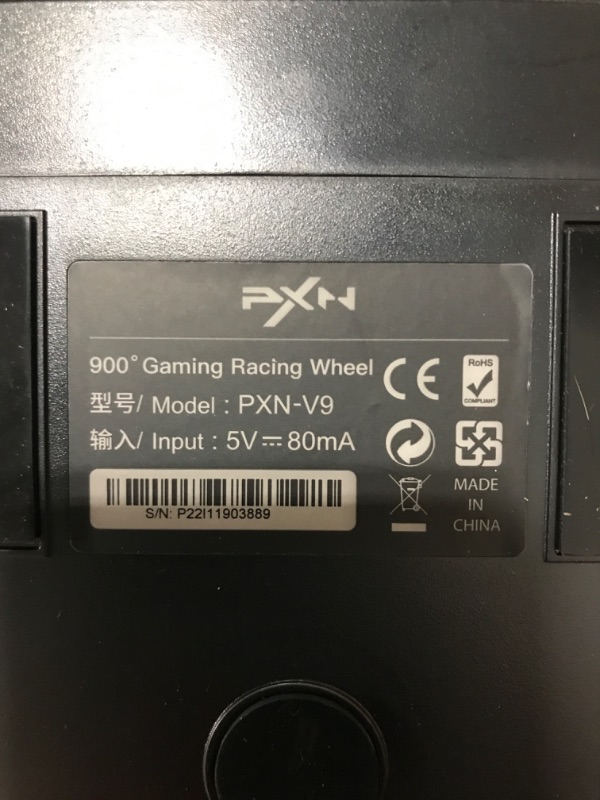 PXN
900° Gaming Racing Wheel
型号/ Model : PXN-V9
输入/ Input : 5V⎓80mA
S/N: P22I11903889
CE
RoHS
COMPLIANT
MADE
IN
CHINA